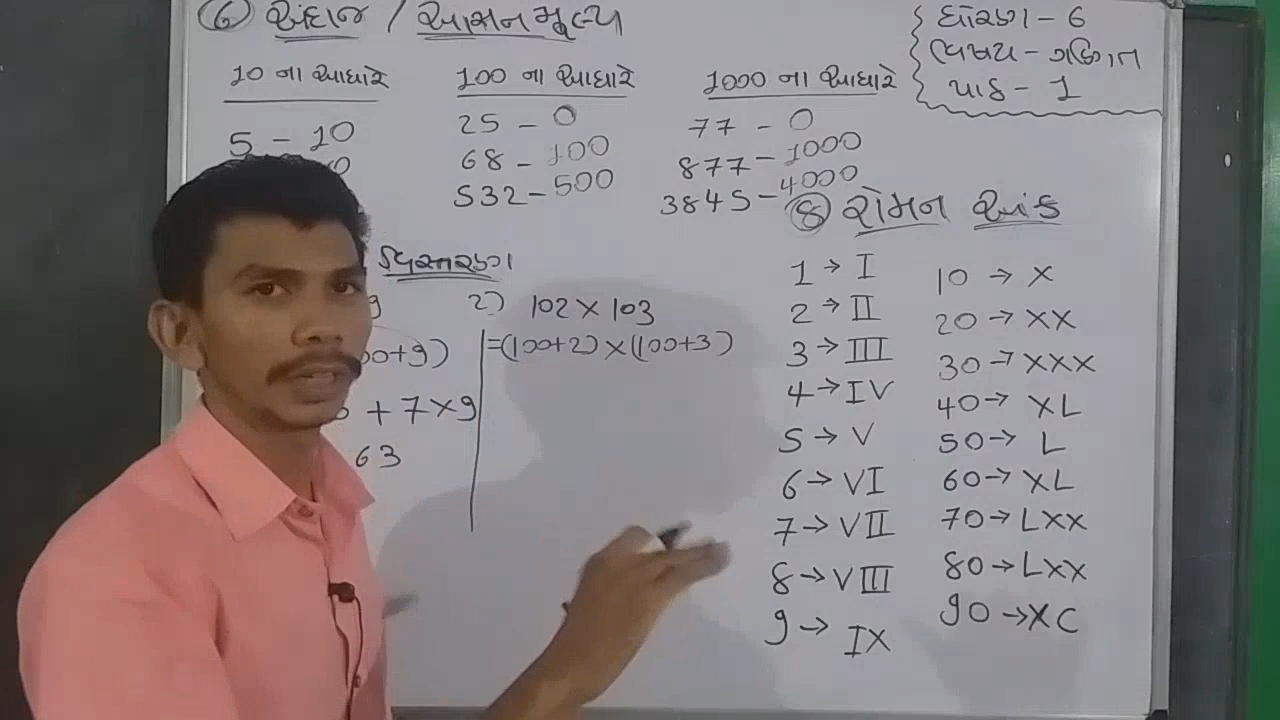 ⑥ અંદાજ / આસનમૂલ્ય
ધોરણ - 6
વિષય - ગણિત
પાઠ - 1
10 ના આધારે
5 - 10
100 ના આધારે
25 - 0
68 - 100
532 - 500
1000 ના આધારે
77 - 0
877 - 1000
3845 - 4000
00+9)
+ 7×9
63
2) 102 × 103
=(100+2)×(100+3)
⑧ રોમન અંક
1 → I
2 → II
3 → III
4 → IV
5 → V
6 → VI
7 → VII
8 → VIII
9 → IX
10 → X
20 → XX
30 → XXX
40 → XL
50 → L
60 → XL
70 → LXX
80 → LXX
90 → XC